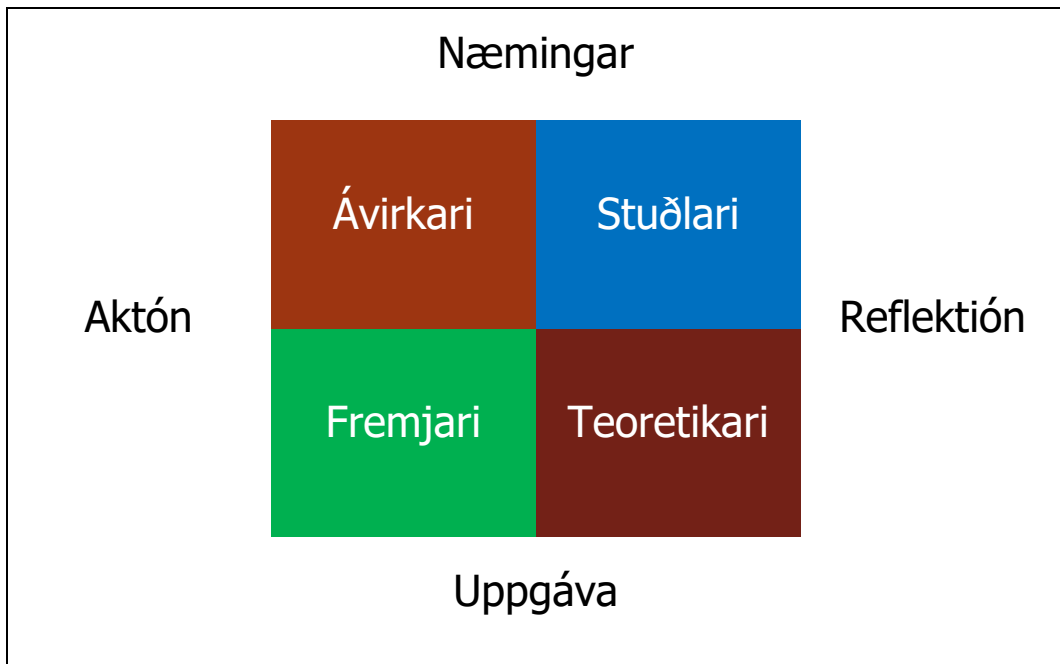 Næmingar
Ávirkari
Stuðlari
Aktón
Reflektión
Fremjari
Teoretikari
Uppgáva